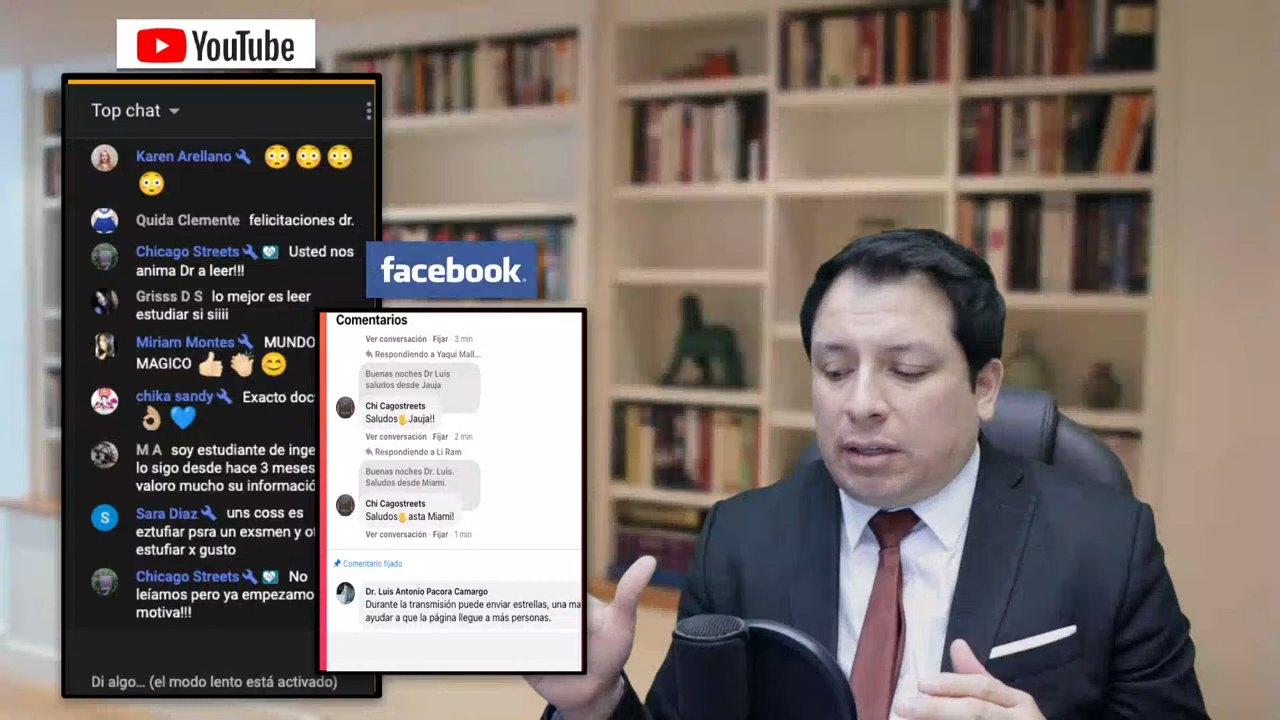 YouTube
Top chat
Karen Arellano
Quida Clemente felicitaciones dr.
Chicago Streets Usted nos
anima Dr a leer!!!
Grisss D S lo mejor es leer
estudiar si siiii
Miriam Montes MUNDO
MAGICO
chika sandy Exacto doc
M A soy estudiante de inge
lo sigo desde hace 3 meses
valoro mucho su informació
S
Sara Diaz uns coss es
eztufiar psra un exsmen y ot
estufiar x gusto
Chicago Streets No
leíamos pero ya empezamo
motiva!!!
Di algo... (el modo lento está activado)
facebook
Comentarios
Ver conversación · Fijar · 3 min
Respondiendo a Yaqui Mall...
Buenas noches Dr Luis
saludos desde Jauja
Chi Cagostreets
Saludos Jauja!!
Ver conversación · Fijar · 2 min
Respondiendo a Li Ram
Buenas noches Dr. Luis.
Saludos desde Miami.
Chi Cagostreets
Saludos asta Miami!
Ver conversación · Fijar · 1 min
Comentario fijado
Dr. Luis Antonio Pacora Camargo
Durante la transmisión puede enviar estrellas, una ma
ayudar a que la página llegue a más personas.